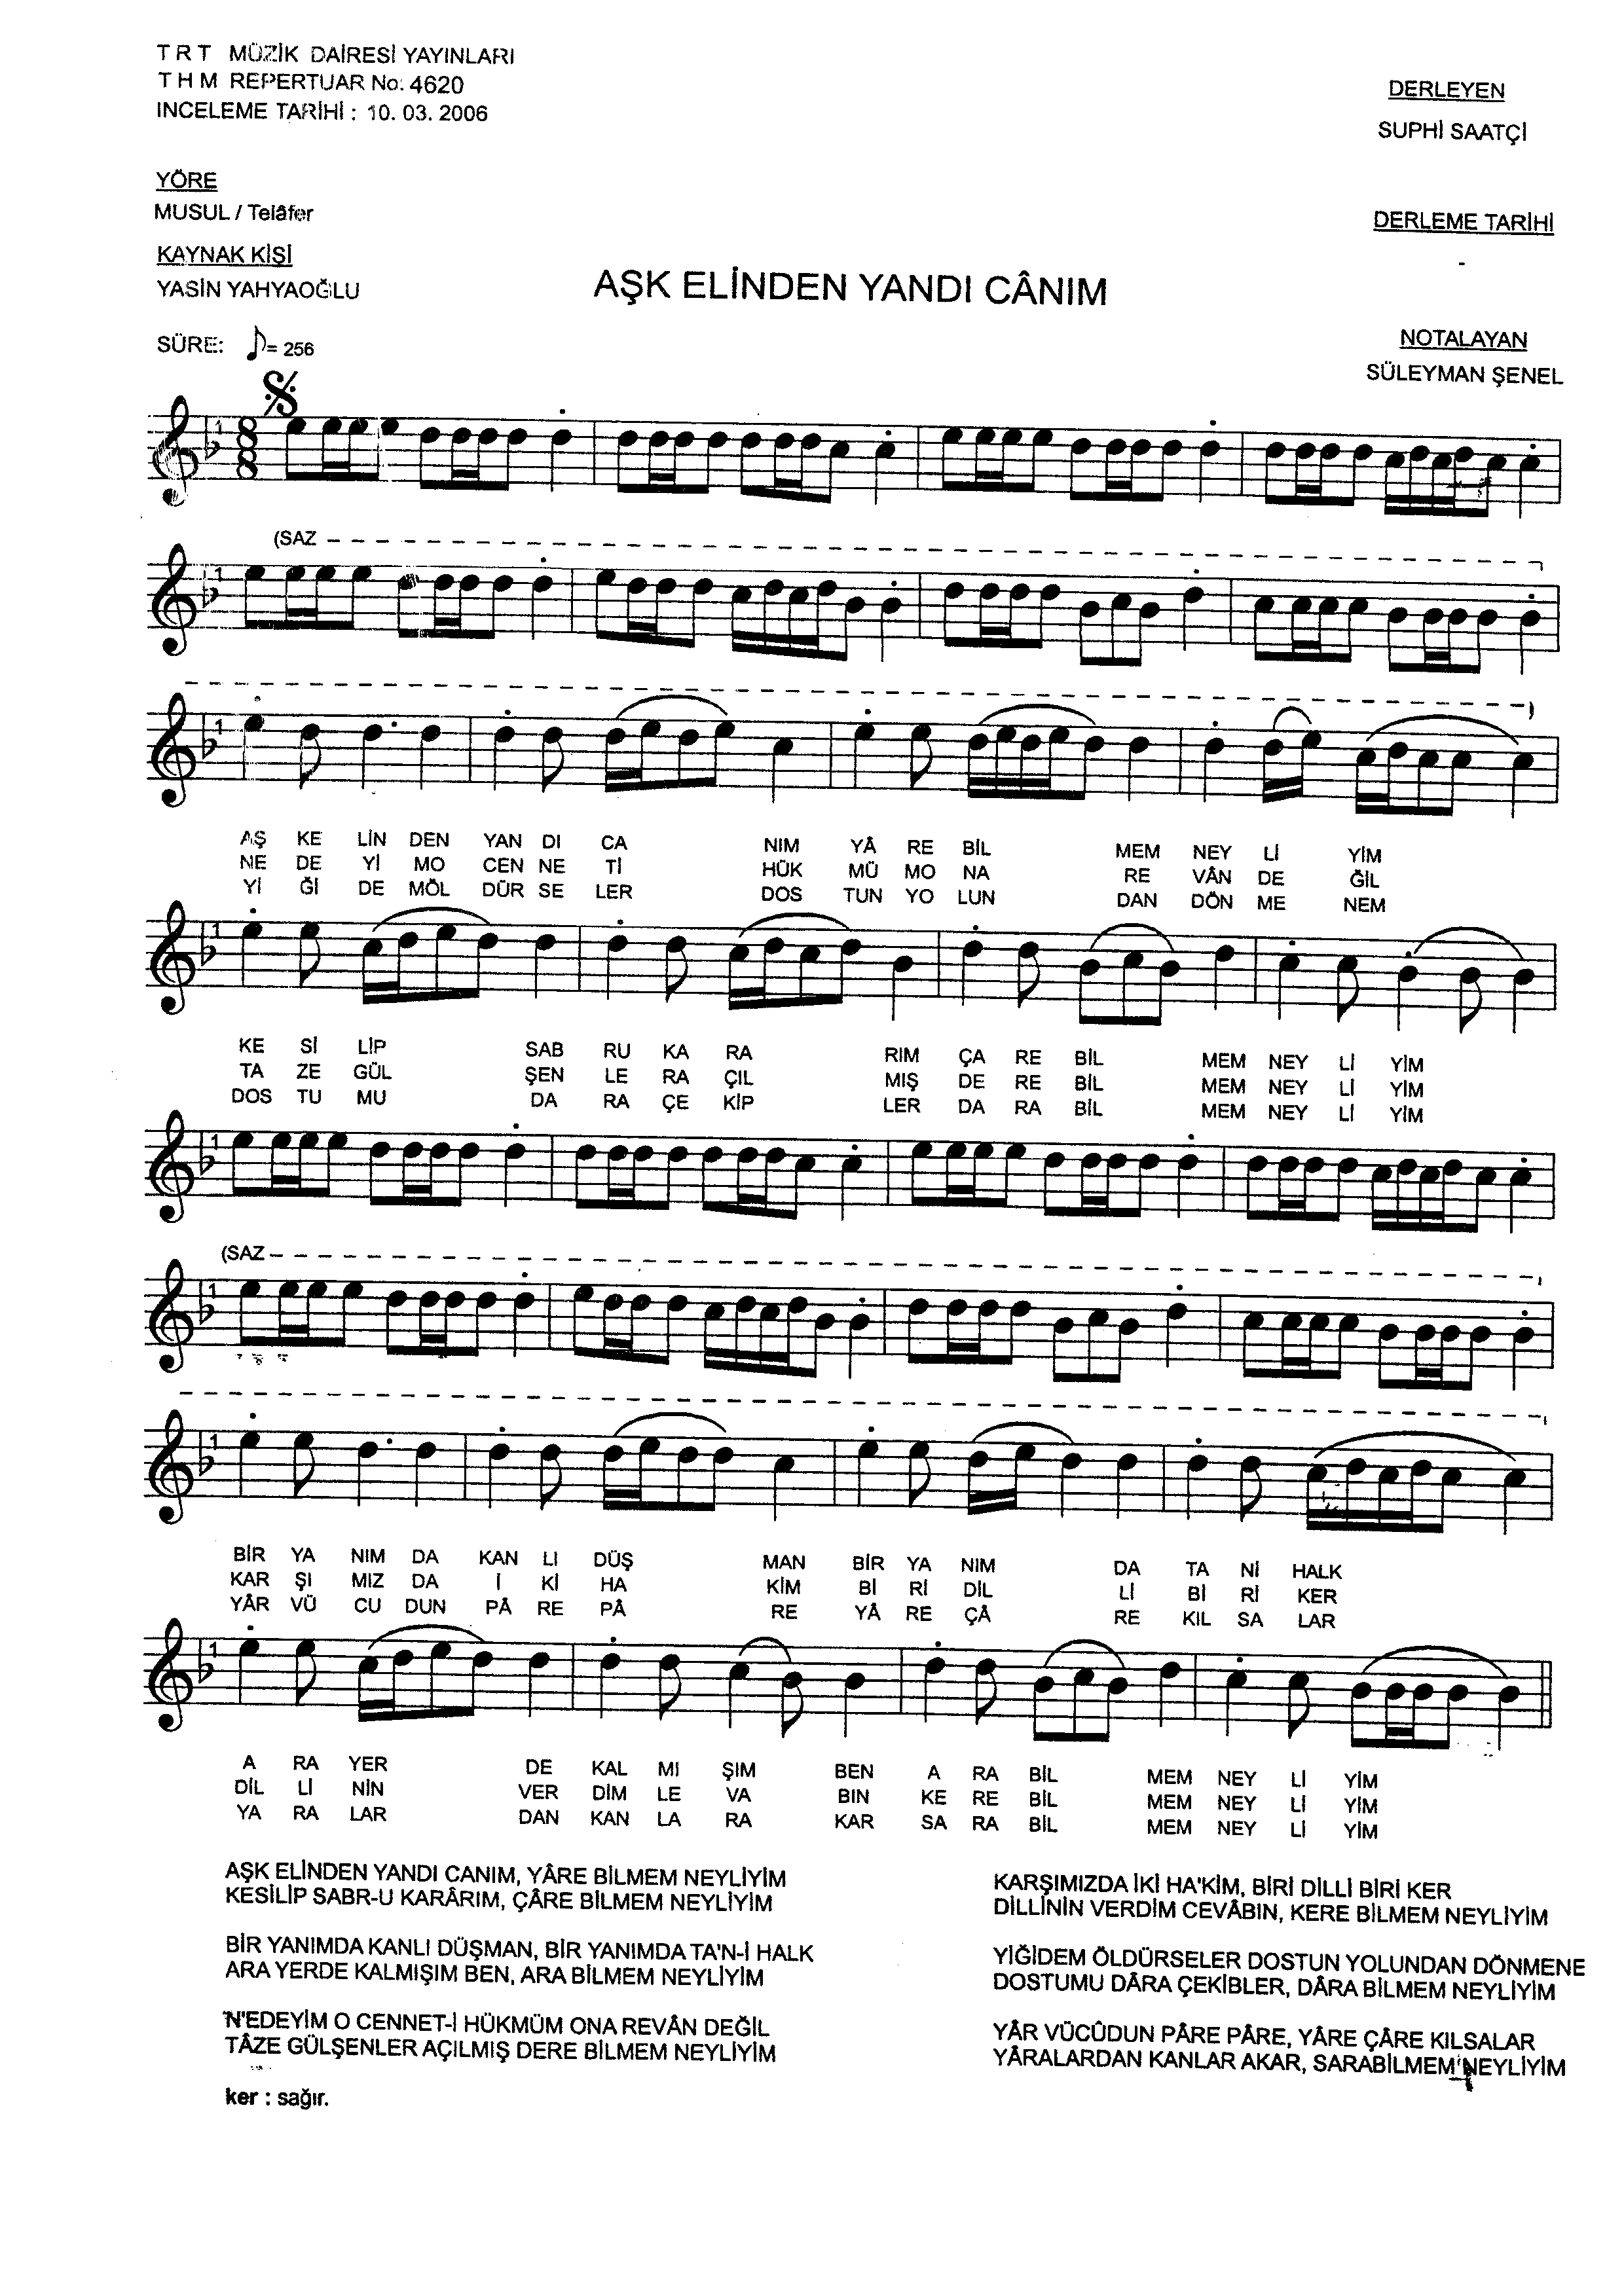 TRT MÜZİK DAİRESİ YAYINLARI
THM REPERTUAR No: 4620
INCELEME TARİHİ : 10. 03. 2006
DERLEYEN
SUPHİ SAATÇİ
YÖRE
MUSUL / Telâfer
DERLEME TARİHİ
-
KAYNAK KİŞİ
YASİN YAHYAOĞLU
AŞK ELİNDEN YANDI CÂNIM
SÜRE: ♪= 256
NOTALAYAN
SÜLEYMAN ŞENEL
(SAZ
AŞ KE LİN DEN YAN DI CA NIM YÂ RE BİL MEM NEY Lİ YİM
NE DE Yİ MO CEN NE Tİ HÜK MÜ MO NA RE VÂN DE ĞİL
Yİ Ğİ DE MÖL DÜR SE LER DOS TUN YO LUN DAN DÖN ME NEM
KE Sİ LİP SAB RU KA RA RIM ÇA RE BİL MEM NEY Lİ YİM
TA ZE GÜL ŞEN LE RA ÇIL MIŞ DE RE BİL MEM NEY Lİ YİM
DOS TU MU DA RA ÇE KİP LER DA RA BİL MEM NEY Lİ YİM
(SAZ
BİR YA NIM DA KAN LI DÜŞ MAN BİR YA NIM DA TA Nİ HALK
KAR ŞI MIZ DA İ Kİ HA KİM Bİ Rİ DİL Lİ Bİ Rİ KER
YÂR VÜ CU DUN PÂ RE PÂ RE YÂ RE ÇÂ RE KIL SA LAR
A RA YER DE KAL MI ŞIM BEN A RA BİL MEM NEY Lİ YİM
DİL Lİ NİN VER DİM LE VA BIN KE RE BİL MEM NEY Lİ YİM
YA RA LAR DAN KAN LA RA KAR SA RA BİL MEM NEY Lİ YİM
AŞK ELİNDEN YANDI CANIM, YÂRE BİLMEM NEYLİYİM
KESİLİP SABR-U KARÂRIM, ÇÂRE BİLMEM NEYLİYİM
BİR YANIMDA KANLI DÜŞMAN, BİR YANIMDA TA'N-İ HALK
ARA YERDE KALMIŞIM BEN, ARA BİLMEM NEYLİYİM
N'EDEYİM O CENNET-İ HÜKMÜM ONA REVÂN DEĞİL
TÂZE GÜLŞENLER AÇILMIŞ DERE BİLMEM NEYLİYİM
ker : sağır.
KARŞIMIZDA İKİ HA'KİM, BİRİ DİLLİ BİRİ KER
DİLLİNİN VERDİM CEVÂBIN, KERE BİLMEM NEYLİYİM
YİĞİDEM ÖLDÜRSELER DOSTUN YOLUNDAN DÖNMENE
DOSTUMU DÂRA ÇEKİBLER, DÂRA BİLMEM NEYLİYİM
YÂR VÜCÛDUN PÂRE PÂRE, YÂRE ÇÂRE KILSALAR
YÂRALARDAN KANLAR AKAR, SARABİLMEM NEYLİYİM